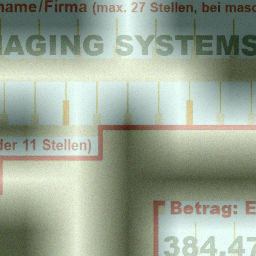 name/Firma (max. 27 Stellen, bei masc
AGING SYSTEMS
der 11 Stellen)
Betrag: E
384,47